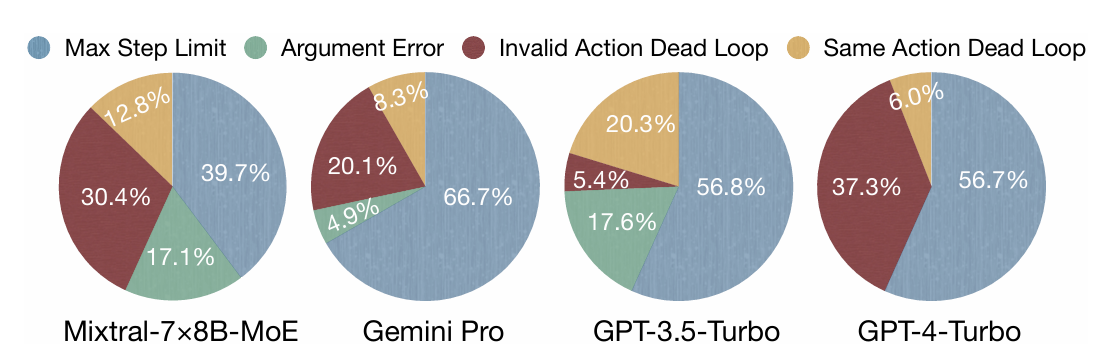 Max Step Limit Argument Error Invalid Action Dead Loop Same Action Dead Loop
12.8% 39.7% 30.4% 17.1%
8.3% 20.1% 66.7% 4.9%
20.3% 5.4% 56.8% 17.6%
6.0% 37.3% 56.7%
Mixtral-7×8B-MoE Gemini Pro GPT-3.5-Turbo GPT-4-Turbo